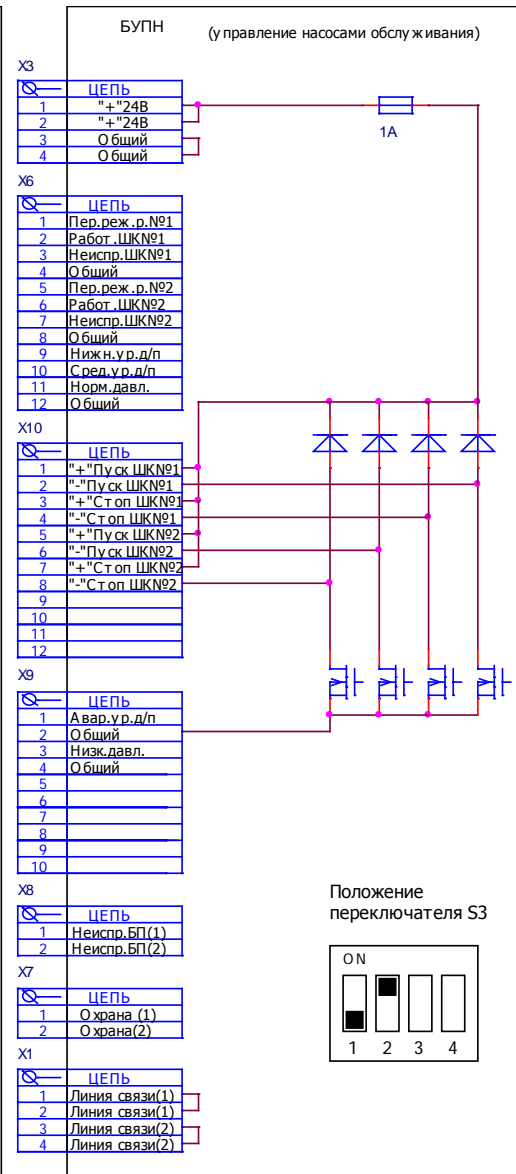 БУПН
(управление насосами обслуживания)
X3
ЦЕПЬ
1 "+"24В
2 "+"24В
3 Общий
4 Общий
1А
X6
ЦЕПЬ
1 Пер.реж.р.№1
2 Работ.ШК№1
3 Неиспр.ШК№1
4 Общий
5 Пер.реж.р.№2
6 Работ.ШК№2
7 Неиспр.ШК№2
8 Общий
9 Нижн.ур.д/п
10 Сред.ур.д/п
11 Норм.давл.
12 Общий
X10
ЦЕПЬ
1 "+"Пуск ШК№1
2 "-"Пуск ШК№1
3 "+"Стоп ШК№1
4 "-"Стоп ШК№1
5 "+"Пуск ШК№2
6 "-"Пуск ШК№2
7 "+"Стоп ШК№2
8 "-"Стоп ШК№2
9
10
11
12
X9
ЦЕПЬ
1 Авар.ур.д/п
2 Общий
3 Низк.давл.
4 Общий
5
6
7
8
9
10
X8
ЦЕПЬ
1 Неиспр.БП(1)
2 Неиспр.БП(2)
X7
ЦЕПЬ
1 Охрана (1)
2 Охрана(2)
X1
ЦЕПЬ
1 Линия связи(1)
2 Линия связи(1)
3 Линия связи(2)
4 Линия связи(2)
Положение
переключателя S3
ON
1 2 3 4